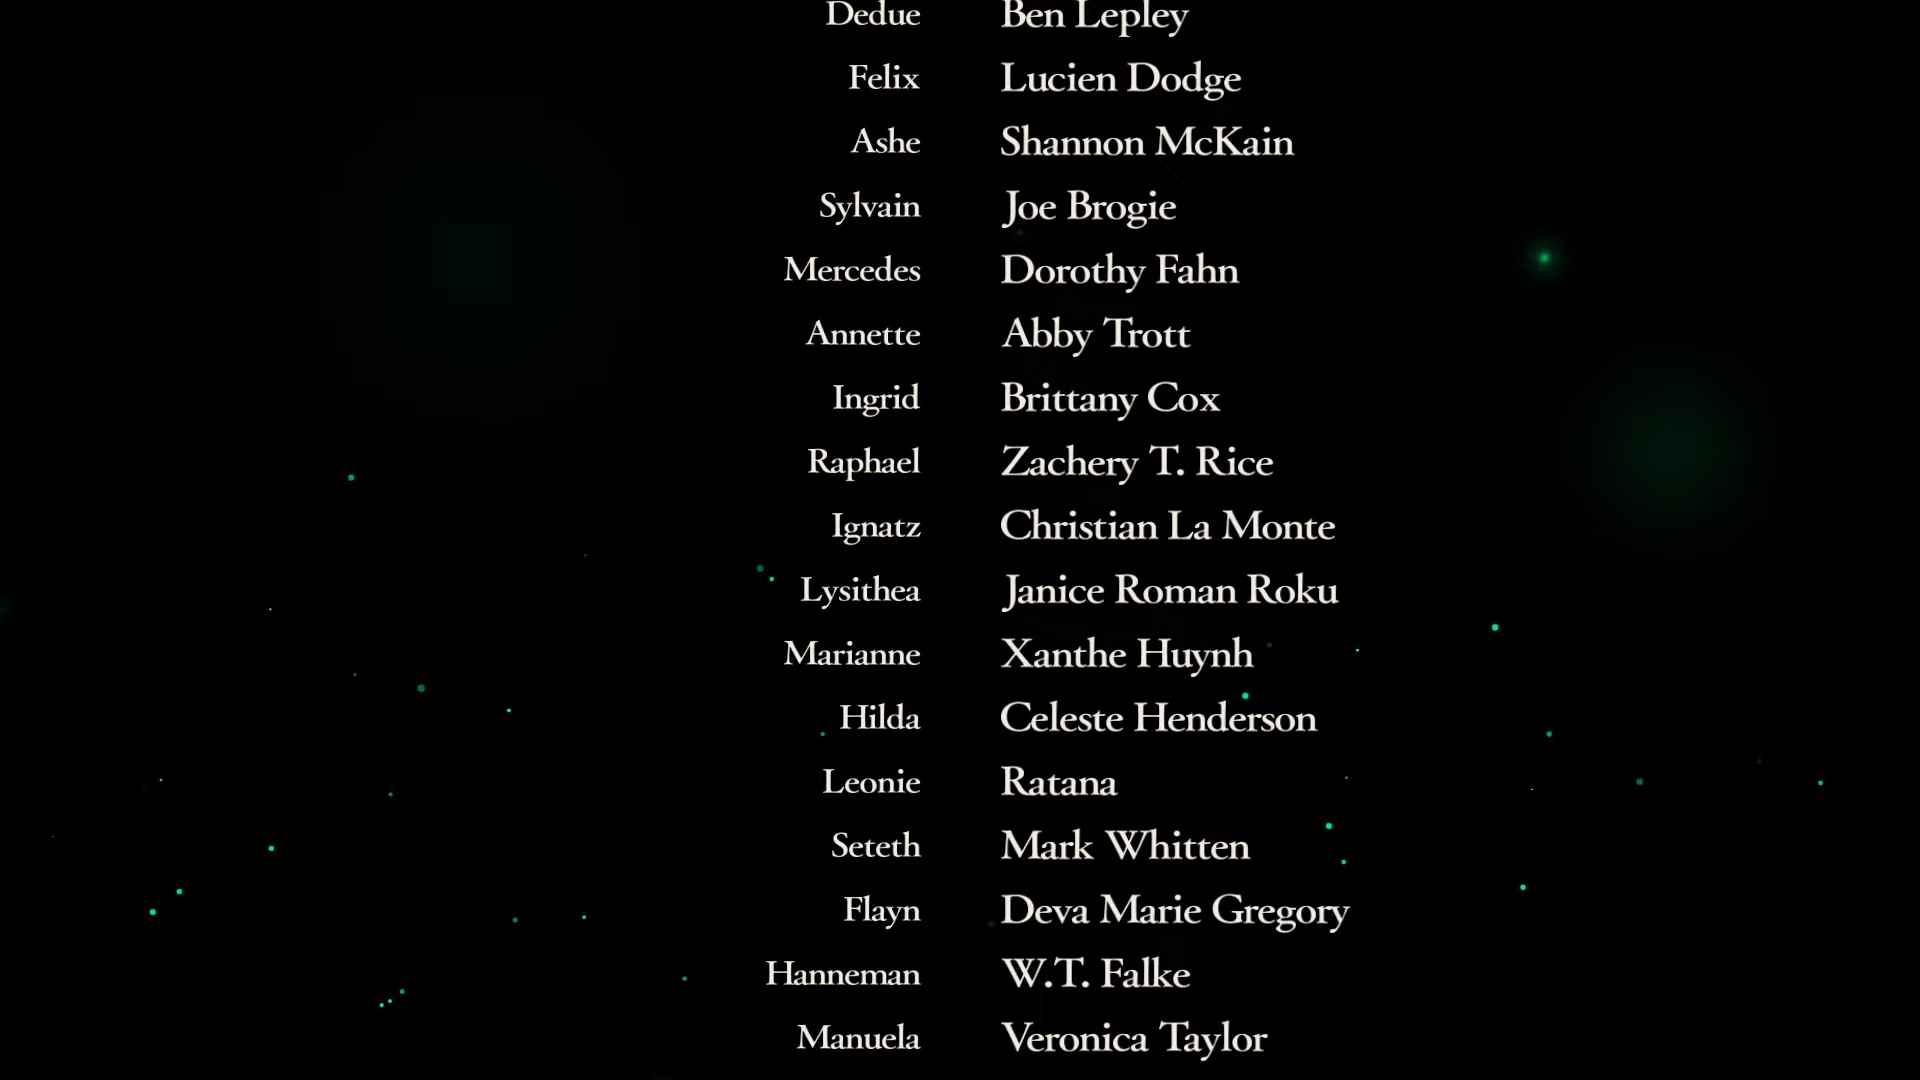 Dedue Ben Lepley
Felix Lucien Dodge
Ashe Shannon McKain
Sylvain Joe Brogie
Mercedes Dorothy Fahn
Annette Abby Trott
Ingrid Brittany Cox
Raphael Zachery T. Rice
Ignatz Christian La Monte
Lysithea Janice Roman Roku
Marianne Xanthe Huynh
Hilda Celeste Henderson
Leonie Ratana
Seteth Mark Whitten
Flayn Deva Marie Gregory
Hanneman W.T. Falke
Manuela Veronica Taylor